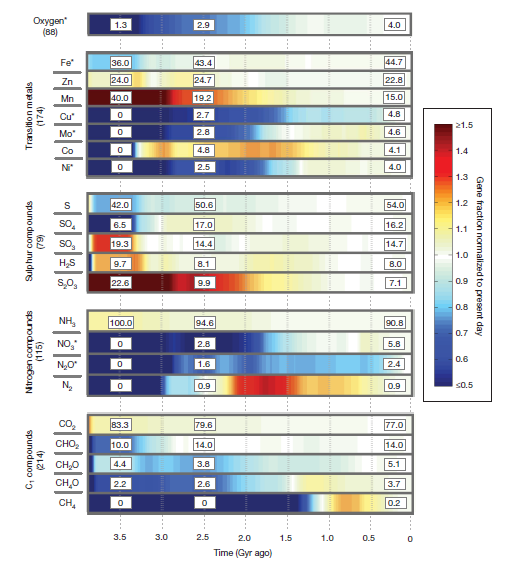 Oxygen* 1.3 2.9 4.0
(88)
Transition metals
(174)
Fe* 36.0 43.4 44.7
Zn 24.0 24.7 22.8
Mn 40.0 19.2 15.0
Cu* 0 2.7 4.8
Mo* 0 2.8 4.6
Co 0 4.8 4.1
Ni* 0 2.5 4.0
Sulphur compounds
(79)
S 42.0 50.6 54.0
SO4 6.5 17.0 16.2
SO3 19.3 14.4 14.7
H2S 9.7 8.1 8.0
S2O3 22.6 9.9 7.1
Nitrogen compounds
(115)
NH3 100.0 94.6 90.8
NO3* 0 2.8 5.8
N2O* 0 1.6 2.4
N2 0 0.9 0.9
C1 compounds
(214)
CO2 83.3 79.6 77.0
CHO2 10.0 14.0 14.0
CH2O 4.4 3.8 5.1
CH4O 2.2 2.6 3.7
CH4 0 0 0.2
3.5 3.0 2.5 2.0 1.5 1.0 0.5 0
Time (Gyr ago)
≥1.5
1.4
1.3
1.2
1.1
1.0
0.9
0.8
0.7
0.6
≤0.5
Gene fraction normalized to present day